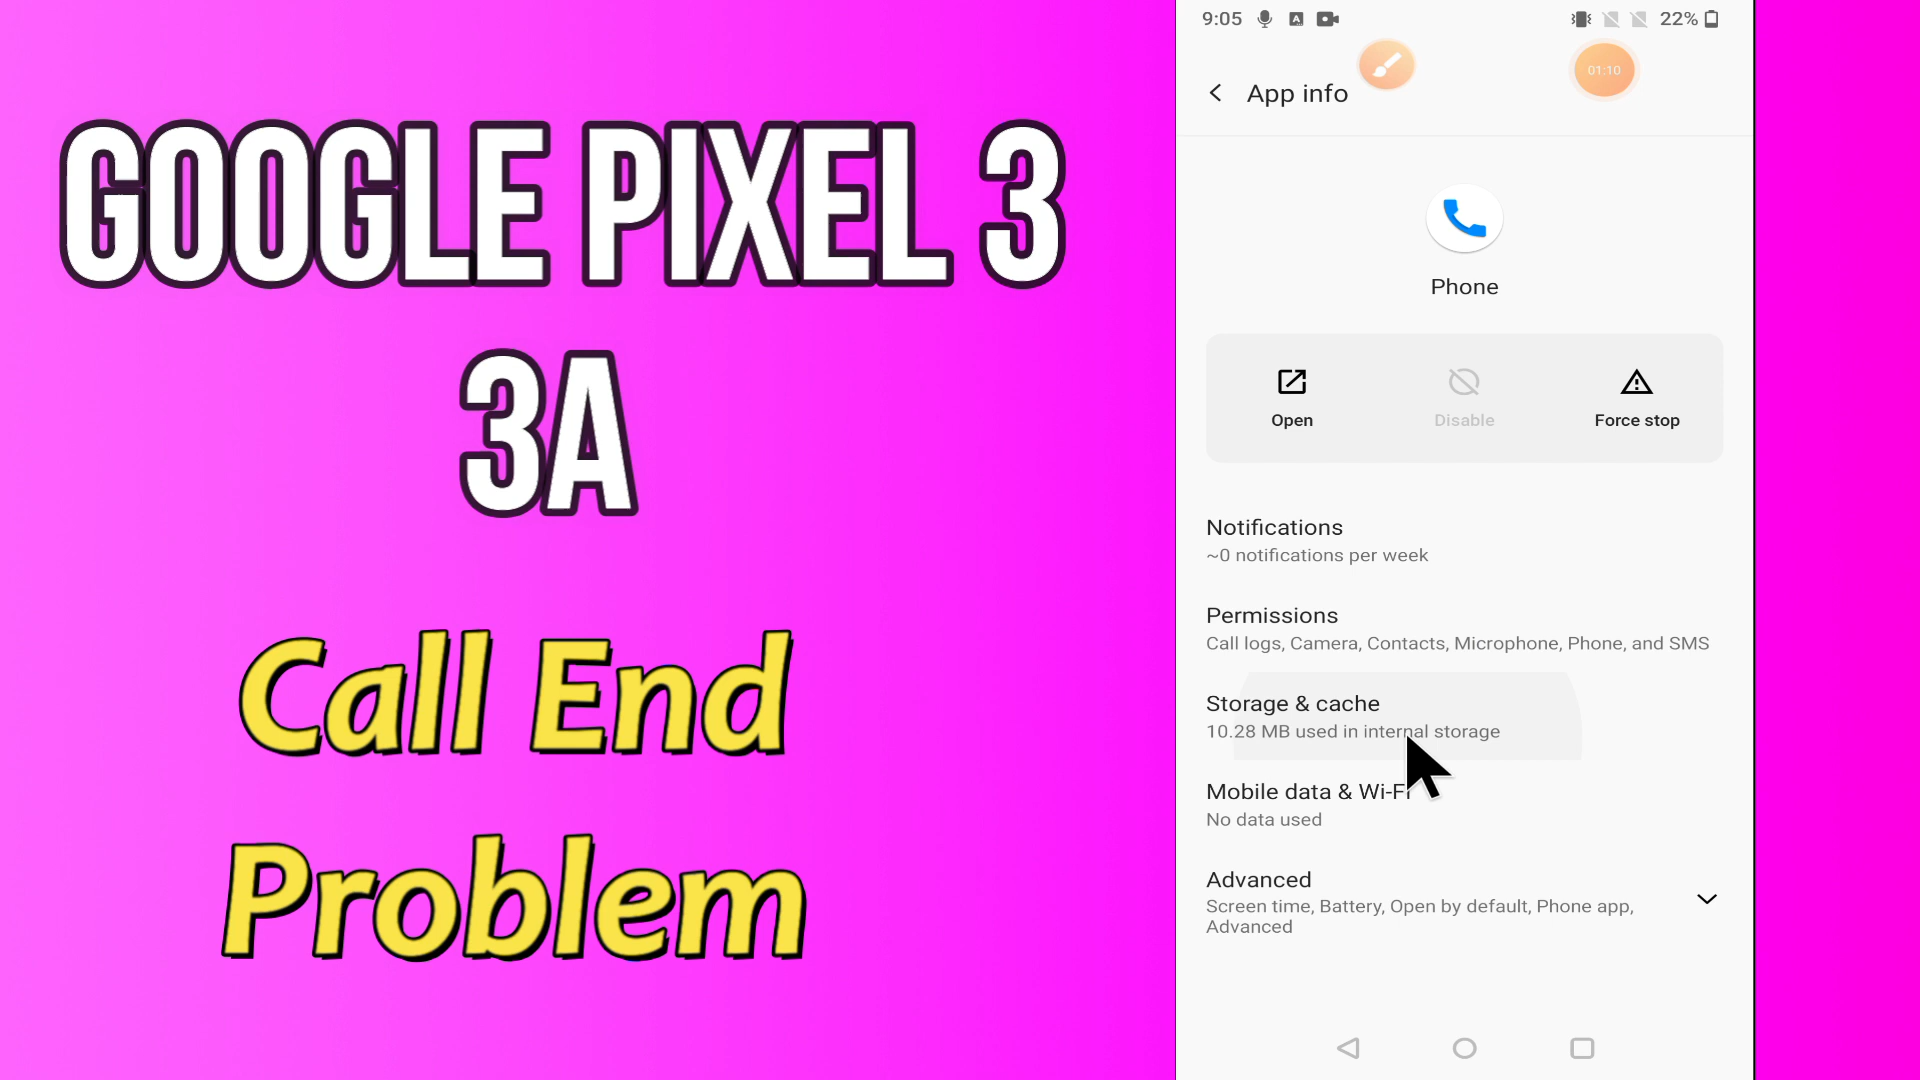 GOOGLE PIXEL 3
3A
Call End
Problem
9:05
22%
01:10
App info
Phone
Open
Disable
Force stop
Notifications
~0 notifications per week
Permissions
Call logs, Camera, Contacts, Microphone, Phone, and SMS
Storage & cache
10.28 MB used in internal storage
Mobile data & Wi-Fi
No data used
Advanced
Screen time, Battery, Open by default, Phone app,
Advanced